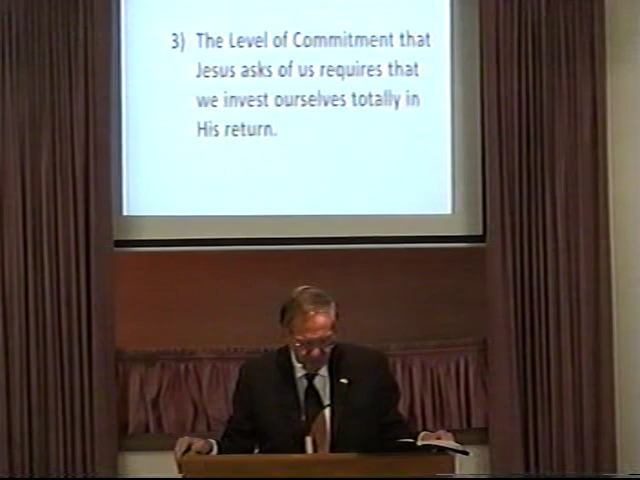 3) The Level of Commitment that
Jesus asks of us requires that
we invest ourselves totally in
His return.